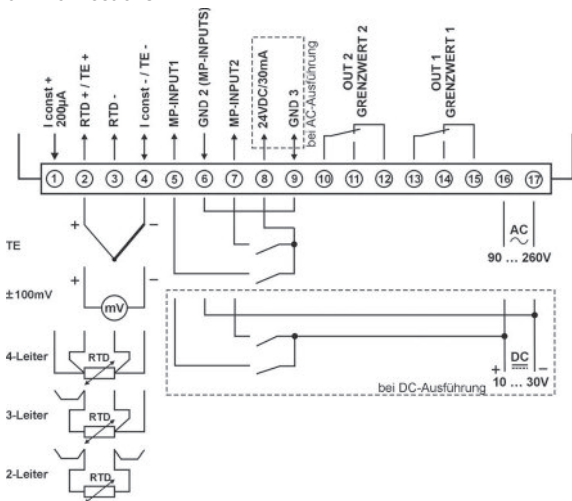 I const +
200µA
RTD + / TE +
RTD -
I const - / TE -
MP-INPUT1
GND 2 (MP-INPUTS)
MP-INPUT2
24VDC/30mA
GND 3
bei AC-Ausführung
OUT 2
GRENZWERT 2
OUT 1
GRENZWERT 1
1 2 3 4 5 6 7 8 9 10 11 12 13 14 15 16 17
TE
+ −
AC
90 ... 260V
±100mV
+ −
mV
4-Leiter
RTD
DC
+ −
10 ... 30V
bei DC-Ausführung
3-Leiter
RTD
2-Leiter
RTD